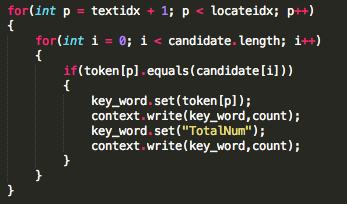 for(int p = textidx + 1; p < locateidx; p++)
{
for(int i = 0; i < candidate.length; i++)
{
if(token[p].equals(candidate[i]))
{
key_word.set(token[p]);
context.write(key_word,count);
key_word.set("TotalNum");
context.write(key_word,count);
}
}
}